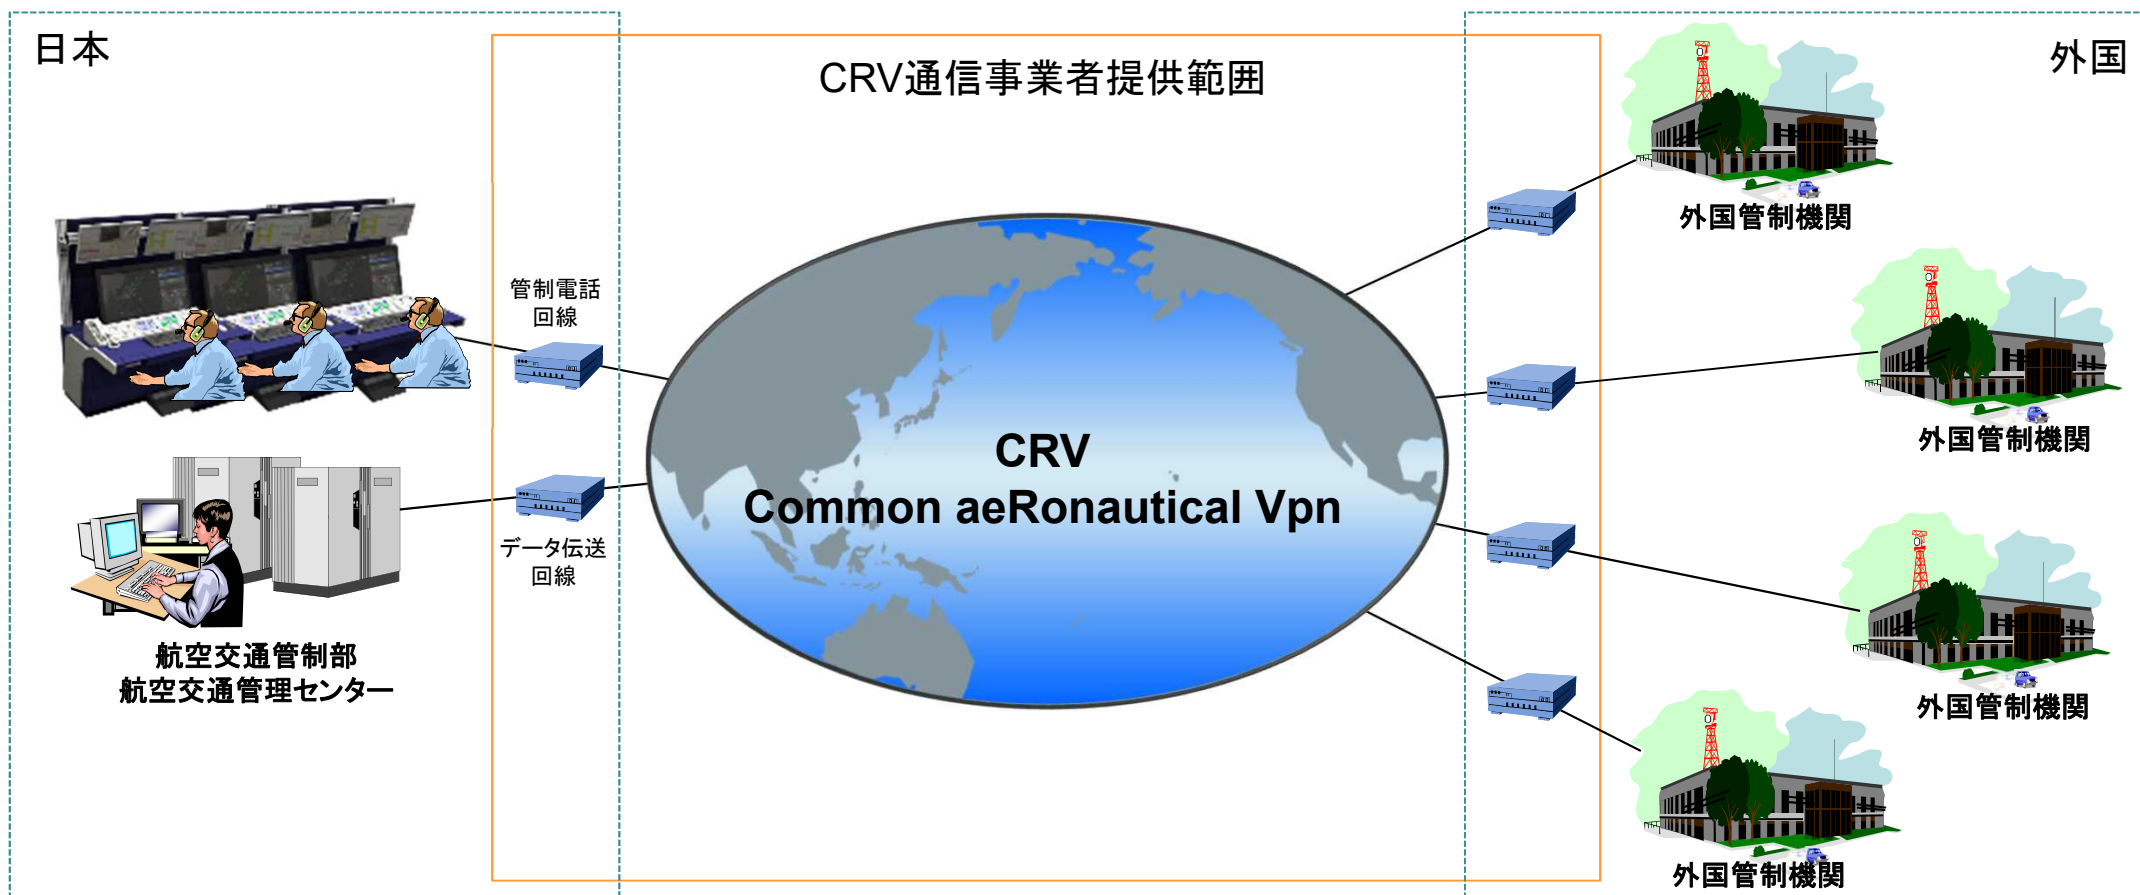 日本
CRV通信事業者提供範囲
外国
管制電話
回線
データ伝送
回線
航空交通管制部
航空交通管理センター
CRV
Common aeRonautical Vpn
外国管制機関
外国管制機関
外国管制機関
外国管制機関